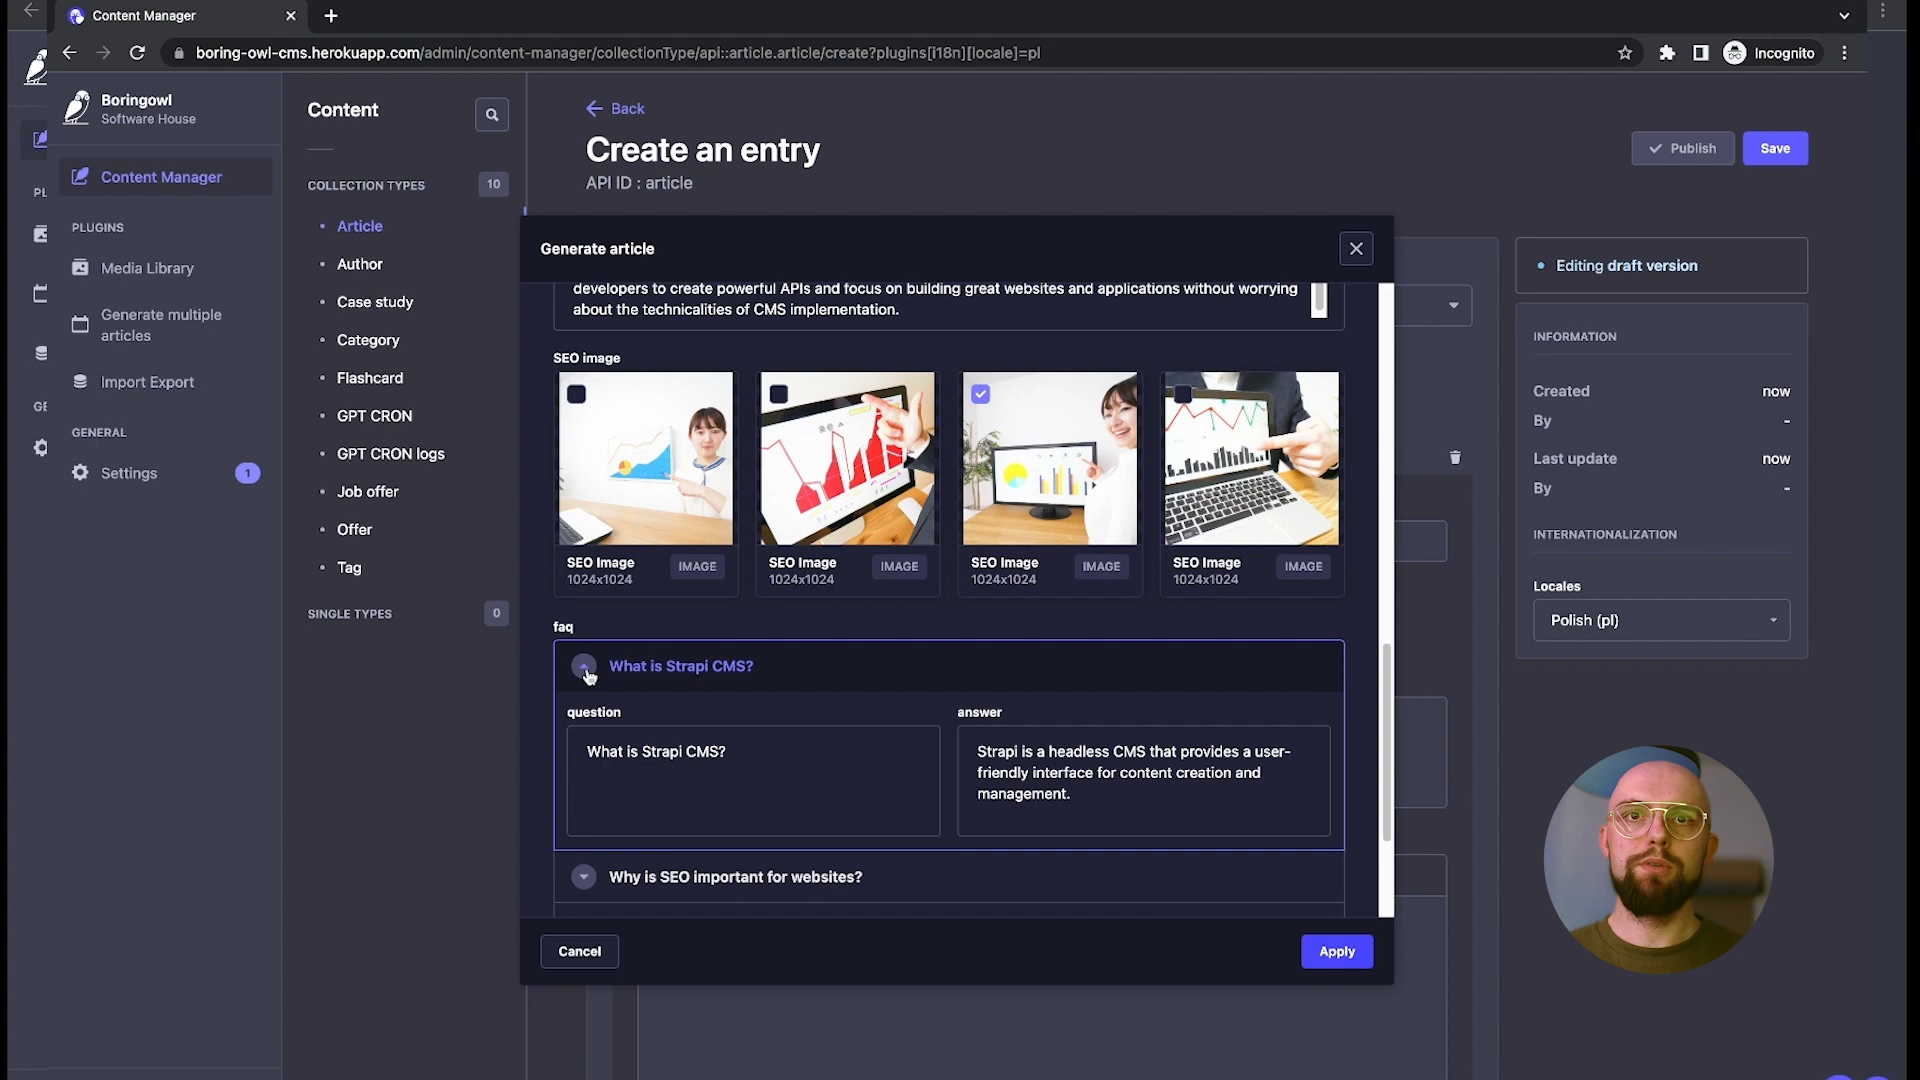 Content Manager
boring-owl-cms.herokuapp.com/admin/content-manager/collectionType/api::article.article/create?plugins[i18n][locale]=pl
Incognito
Boringowl
Software House
Content Manager
PL
PLUGINS
Media Library
Generate multiple
articles
Import Export
GE
GENERAL
Settings
1
Content
COLLECTION TYPES
10
Article
Author
Case study
Category
Flashcard
GPT CRON
GPT CRON logs
Job offer
Offer
Tag
SINGLE TYPES
0
Back
Create an entry
API ID : article
Publish
Save
Generate article
developers to create powerful APIs and focus on building great websites and applications without worrying
about the technicalities of CMS implementation.
SEO image
SEO Image
1024x1024
IMAGE
SEO Image
1024x1024
IMAGE
SEO Image
1024x1024
IMAGE
SEO Image
1024x1024
IMAGE
faq
What is Strapi CMS?
question
What is Strapi CMS?
answer
Strapi is a headless CMS that provides a user-
friendly interface for content creation and
management.
Why is SEO important for websites?
Cancel
Apply
Editing draft version
INFORMATION
Created now
By -
Last update now
By -
INTERNATIONALIZATION
Locales
Polish (pl)